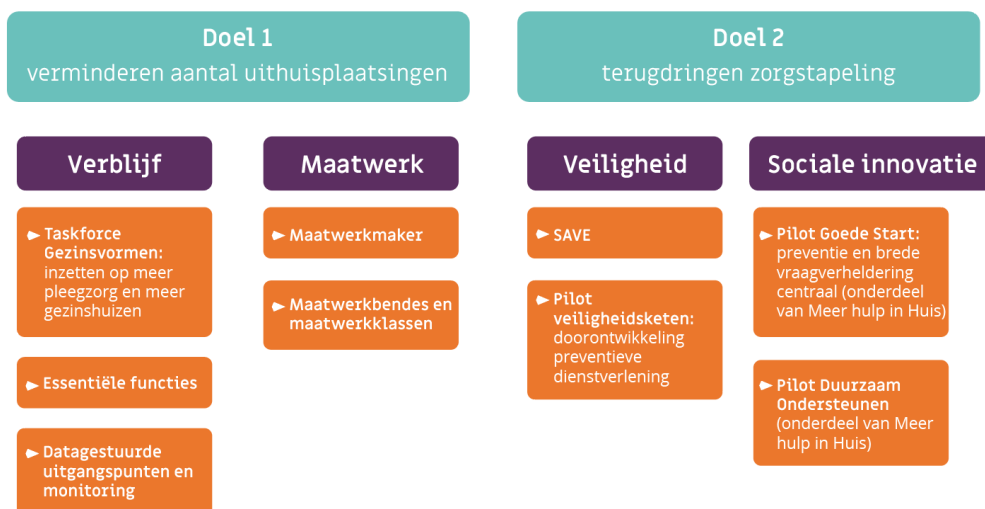 Doel 1
verminderen aantal uithuisplaatsingen
Doel 2
terugdringen zorgstapeling
Verblijf
Taskforce
Gezinsvormen:
inzetten op meer
pleegzorg en meer
gezinshuizen
Essentiële functies
Datagestuurde
uitgangspunten en
monitoring
Maatwerk
Maatwerkmaker
Maatwerkbendes en
maatwerkklassen
Veiligheid
SAVE
Pilot
veiligheidsketen:
doorontwikkeling
preventieve
dienstverlening
Sociale innovatie
Pilot Goede Start:
preventie en brede
vraagverheldering
centraal (onderdeel
van Meer hulp in Huis)
Pilot Duurzaam
Ondersteunen
(onderdeel van Meer
hulp in Huis)